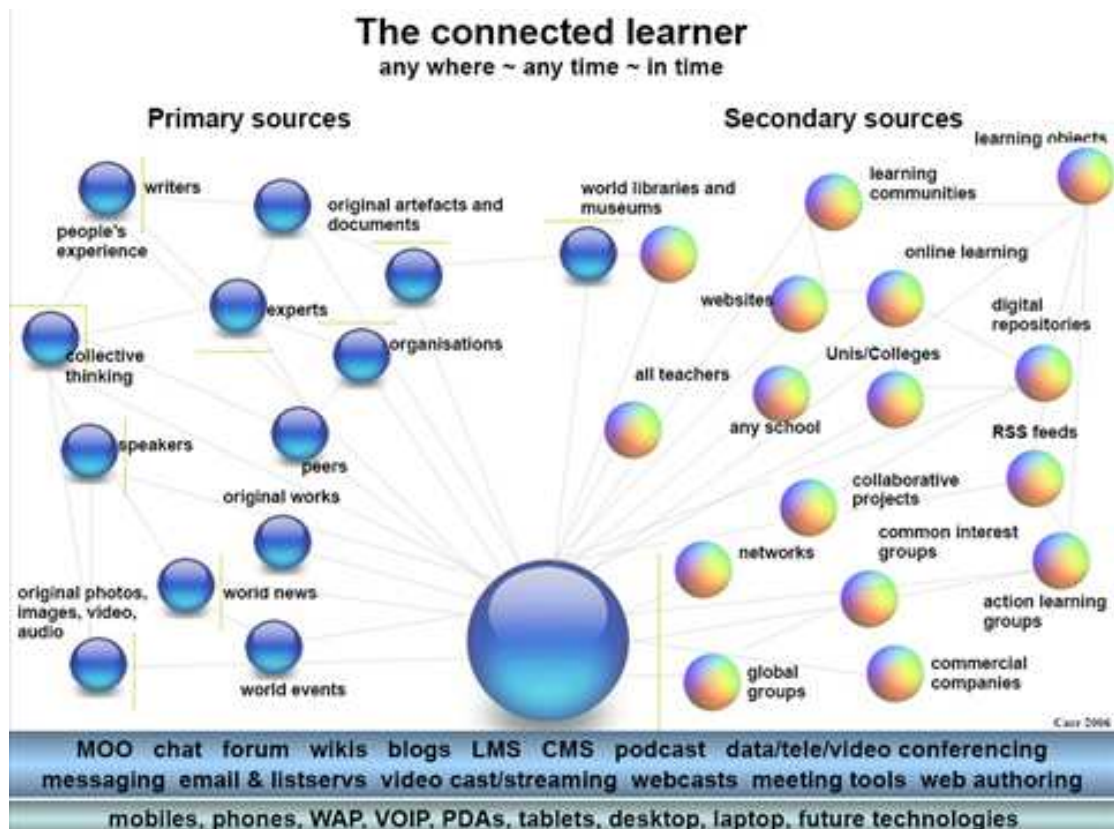 The connected learner
any where ~ any time ~ in time
Primary sources
Secondary sources
writers
people's
experience
original artefacts and
documents
experts
organisations
collective
thinking
speakers
peers
original works
original photos,
images, video,
audio
world news
world events
world libraries and
museums
learning objects
learning
communities
online learning
websites
digital
repositories
Unis/Colleges
all teachers
any school
RSS feeds
collaborative
projects
networks
common interest
groups
action learning
groups
global
groups
commercial
companies
Carr 2006
MOO chat forum wikis blogs LMS CMS podcast data/tele/video conferencing
messaging email & listservs video cast/streaming webcasts meeting tools web authoring
mobiles, phones, WAP, VOIP, PDAs, tablets, desktop, laptop, future technologies